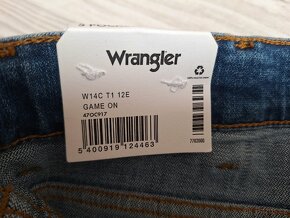 Wrangler
W14C T1 12E
GAME ON
47OC917
5 400919 124463